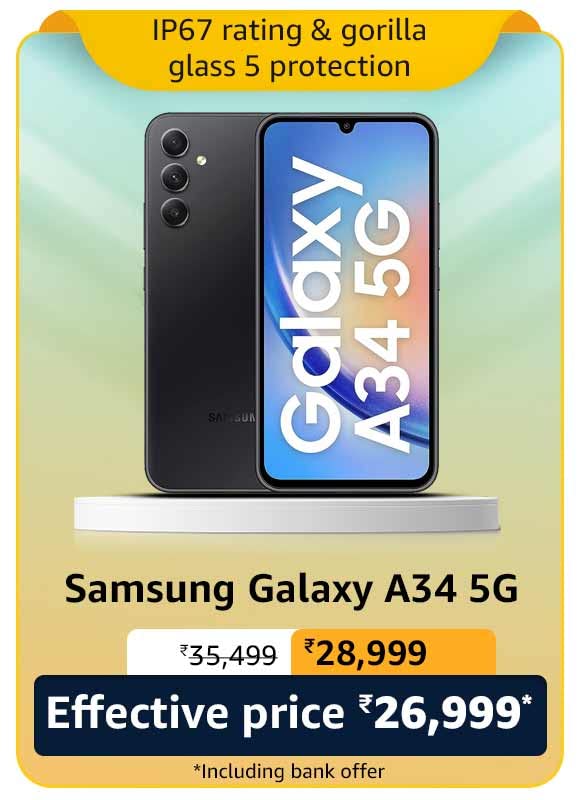 IP67 rating & gorilla
glass 5 protection
Galaxy
A34 5G
SAMSUNG
Samsung Galaxy A34 5G
₹35,499 ₹28,999
Effective price ₹26,999*
*Including bank offer